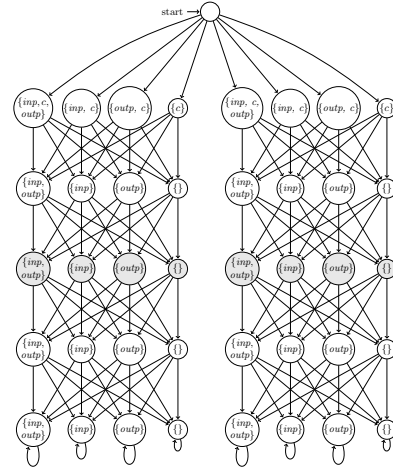 start
{inp, c, outp} {inp, c} {outp, c} {c} {inp, c, outp} {inp, c} {outp, c} {c}
{inp, outp} {inp} {outp} {} {inp, outp} {inp} {outp} {}
{inp, outp} {inp} {outp} {} {inp, outp} {inp} {outp} {}
{inp, outp} {inp} {outp} {} {inp, outp} {inp} {outp} {}
{inp, outp} {inp} {outp} {} {inp, outp} {inp} {outp} {}